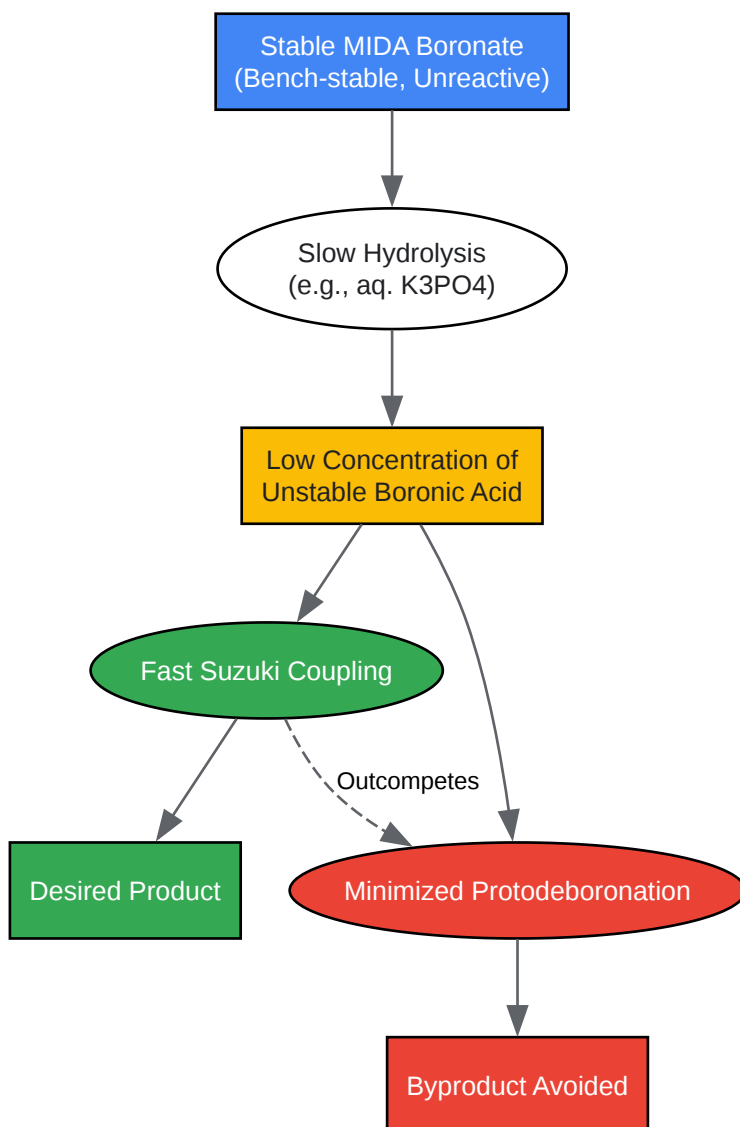 Stable MIDA Boronate
(Bench-stable, Unreactive)
Slow Hydrolysis
(e.g., aq. K3PO4)
Low Concentration of
Unstable Boronic Acid
Fast Suzuki Coupling
Outcompetes
Desired Product
Minimized Protodeboronation
Byproduct Avoided